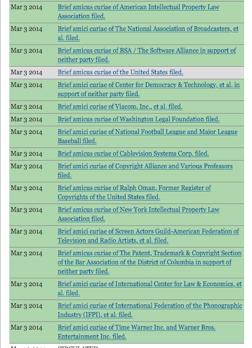 Mar 3 2014 Brief amicus curiae of American Intellectual Property Law
Association filed.
Mar 3 2014 Brief amici curiae of The National Association of Broadcasters, et
al. filed.
Mar 3 2014 Brief amicus curiae of BSA / The Software Alliance in support of
neither party filed.
Mar 3 2014 Brief amicus curiae of the United States filed.
Mar 3 2014 Brief amici curiae of Center for Democracy & Technology, et al. in
support of neither party filed.
Mar 3 2014 Brief amici curiae of Viacom, Inc., et al. filed.
Mar 3 2014 Brief amicus curiae of Washington Legal Foundation filed.
Mar 3 2014 Brief amici curiae of National Football League and Major League
Baseball filed.
Mar 3 2014 Brief amicus curiae of Cablevision Systems Corp. filed.
Mar 3 2014 Brief amici curiae of Copyright Alliance and Various Professors
filed.
Mar 3 2014 Brief amicus curiae of Ralph Oman, Former Register of
Copyrights of the United States filed.
Mar 3 2014 Brief amicus curiae of New York Intellectual Property Law
Association filed.
Mar 3 2014 Brief amici curiae of Screen Actors Guild-American Federation of
Television and Radio Artists, et al. filed.
Mar 3 2014 Brief amicus curiae of The Patent, Trademark & Copyright Section
of the Bar Association of the District of Columbia in support of
neither party filed.
Mar 3 2014 Brief amici curiae of International Center for Law & Economics, et
al. filed.
Mar 3 2014 Brief amici curiae of International Federation of the Phonographic
Industry (IFPI), et al. filed.
Mar 3 2014 Brief amici curiae of Time Warner Inc. and Warner Bros.
Entertainment Inc. filed.